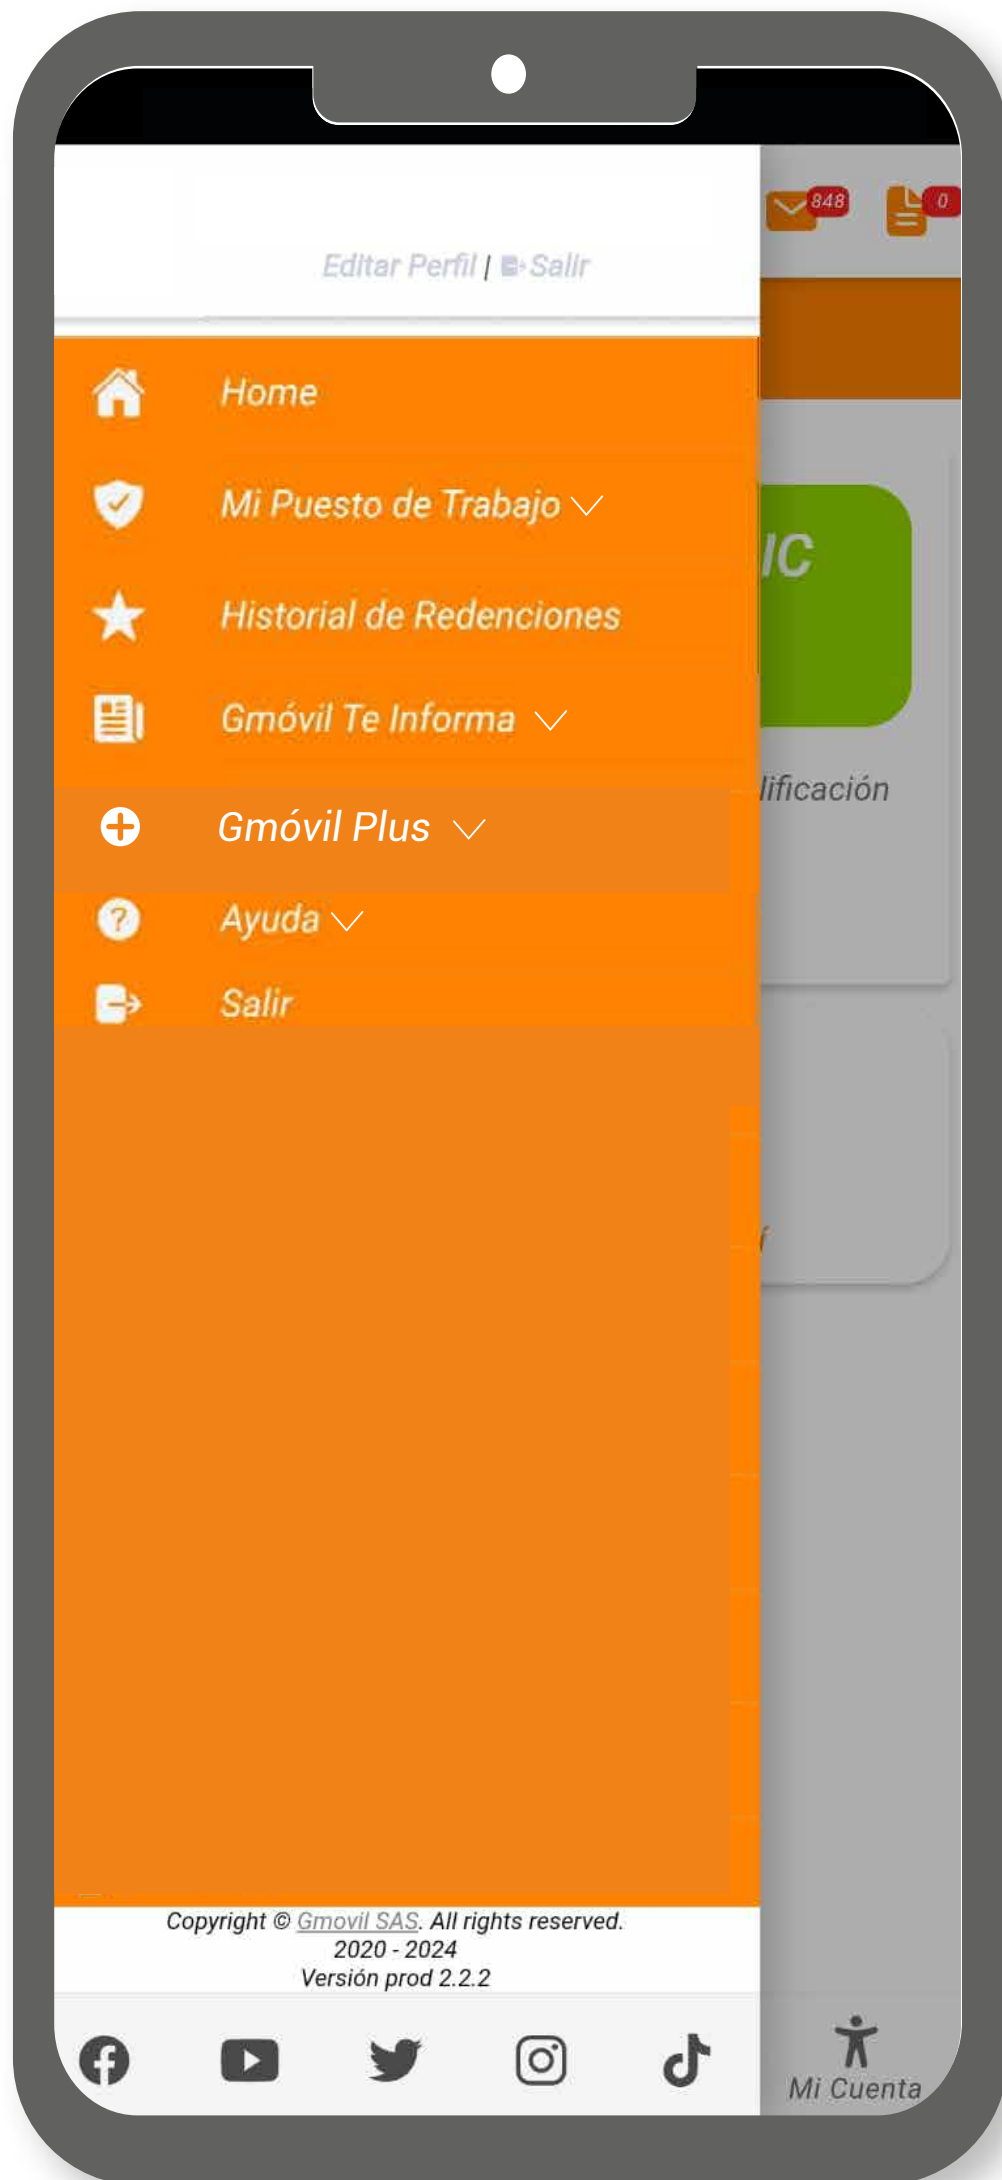 848
0
Editar Perfil | Salir
Home
Mi Puesto de Trabajo
IC
Historial de Redenciones
Gmóvil Te Informa
lificación
Gmóvil Plus
Ayuda
Salir
í
Copyright © Gmovil SAS. All rights reserved.
2020 - 2024
Versión prod 2.2.2
Mi Cuenta